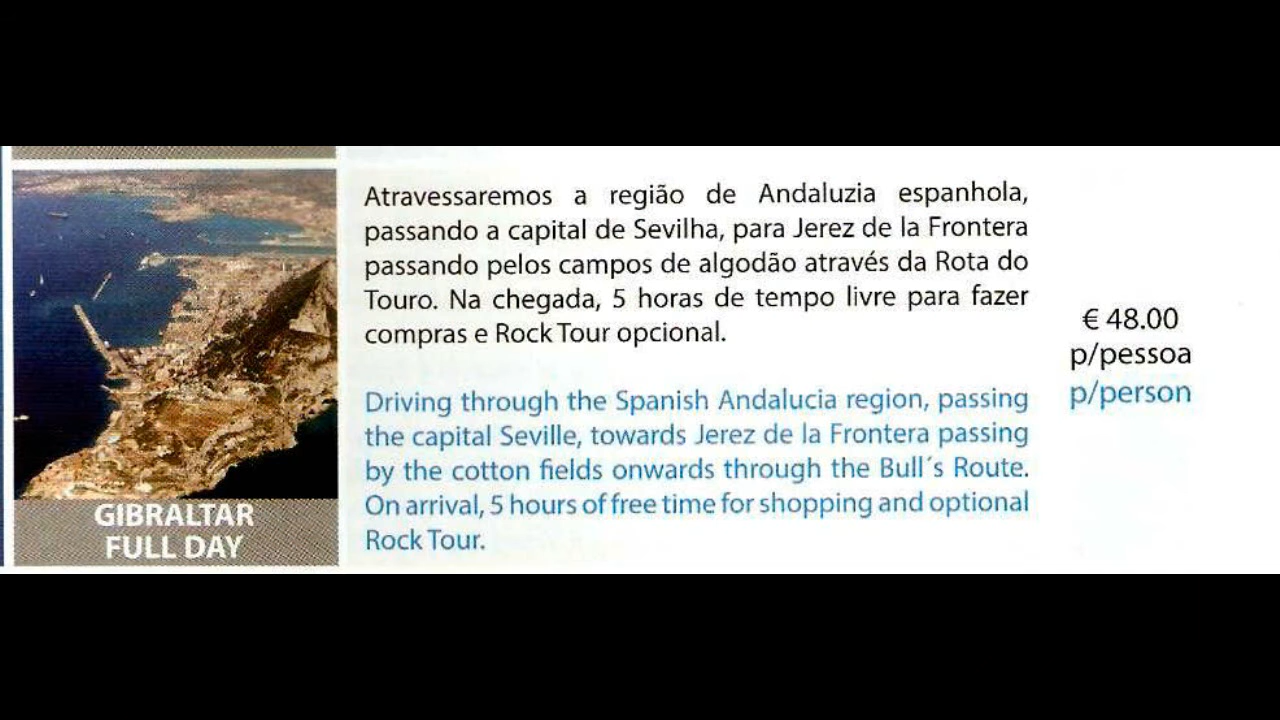 Atravessaremos a região de Andaluzia espanhola,
passando a capital de Sevilha, para Jerez de la Frontera
passando pelos campos de algodão através da Rota do
Touro. Na chegada, 5 horas de tempo livre para fazer
compras e Rock Tour opcional.
Driving through the Spanish Andalucia region, passing
the capital Seville, towards Jerez de la Frontera passing
by the cotton fields onwards through the Bull´s Route.
On arrival, 5 hours of free time for shopping and optional
Rock Tour.
€ 48.00
p/pessoa
p/person
GIBRALTAR
FULL DAY